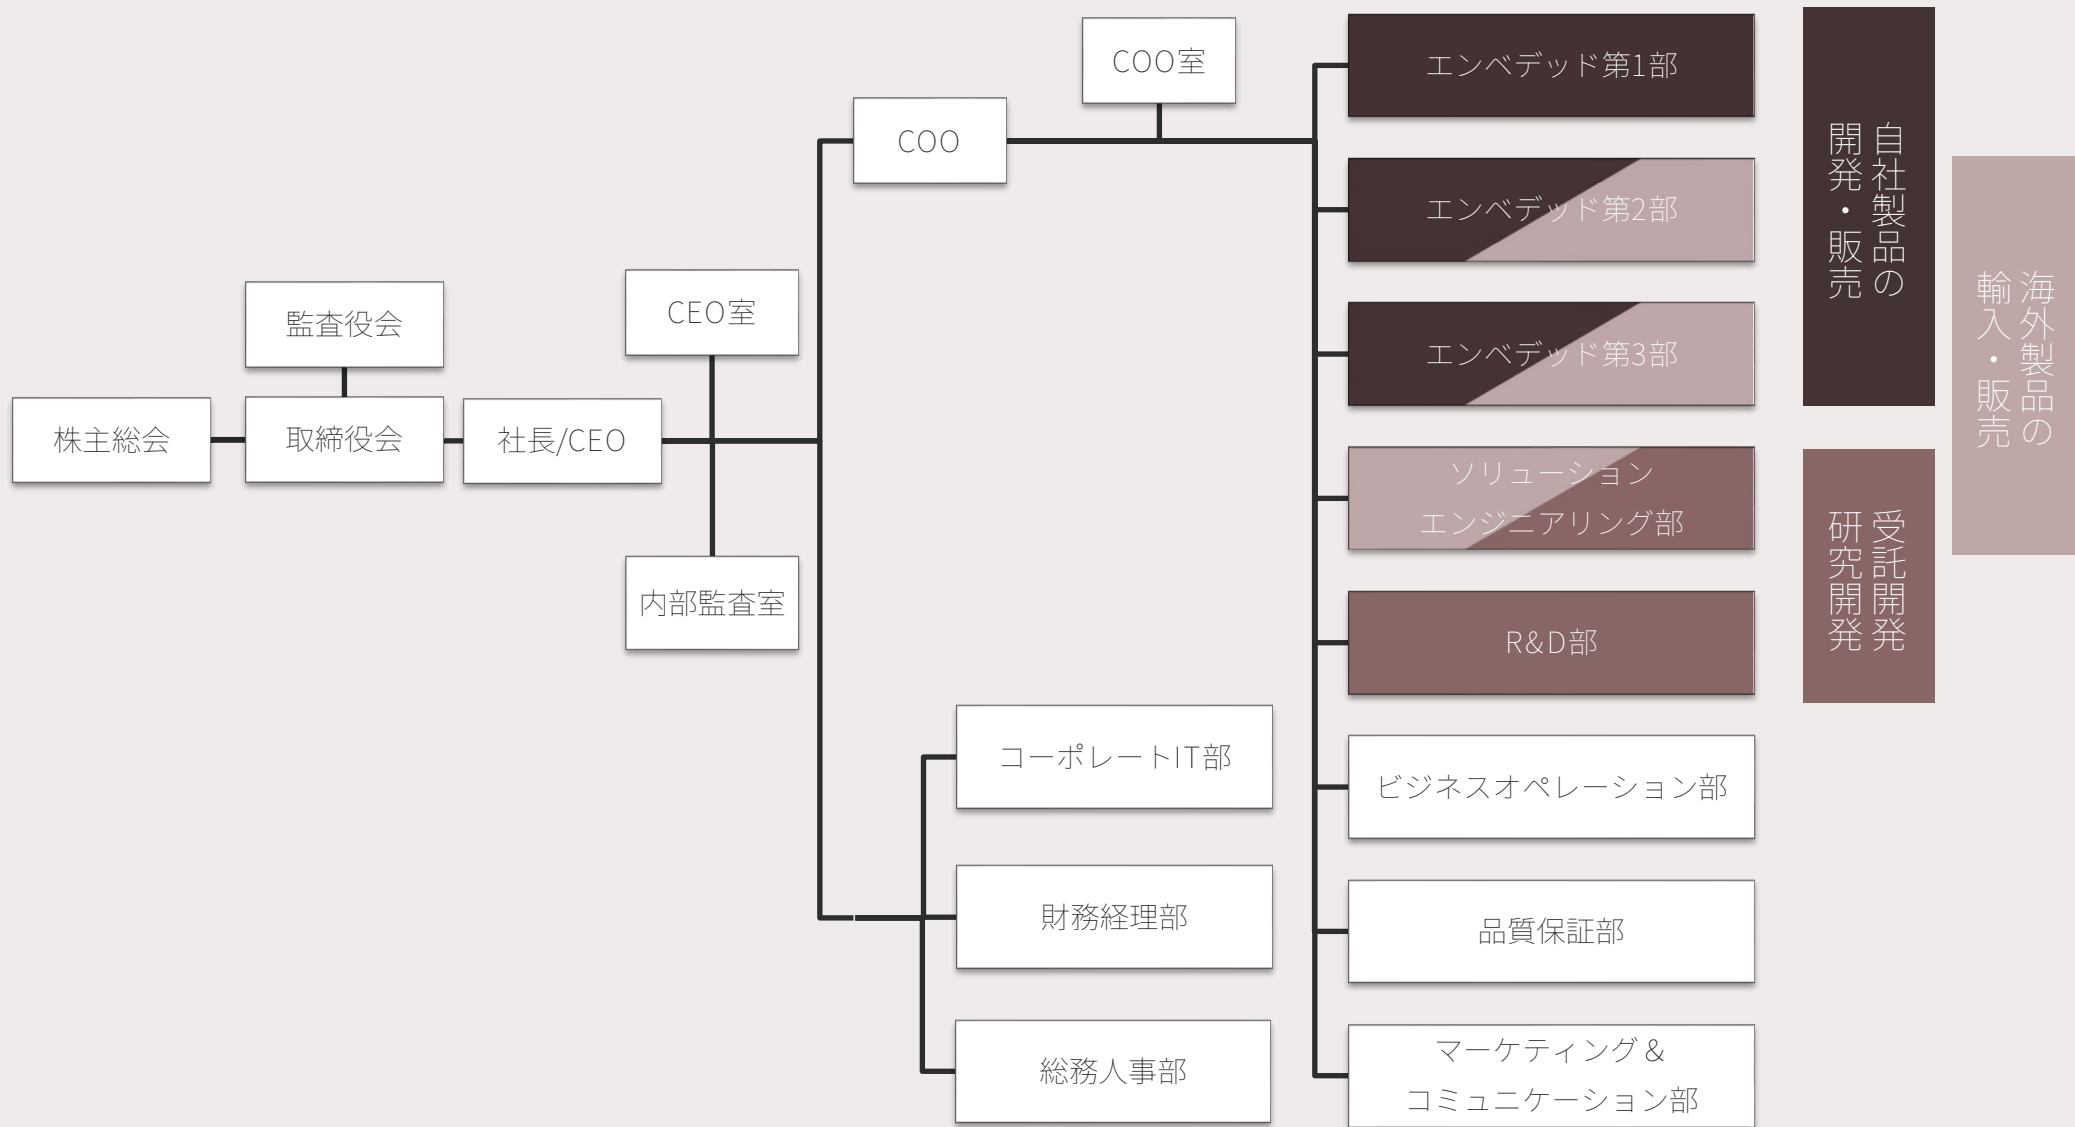 株主総会
監査役会
取締役会
社長/CEO
CEO室
内部監査室
COO
COO室
コーポレートIT部
財務経理部
総務人事部
エンベデッド第1部
エンベデッド第2部
エンベデッド第3部
ソリューション
エンジニアリング部
R&D部
ビジネスオペレーション部
品質保証部
マーケティング＆
コミュニケーション部
自社製品の
開発・販売
受託開発
研究開発
海外製品の
輸入・販売